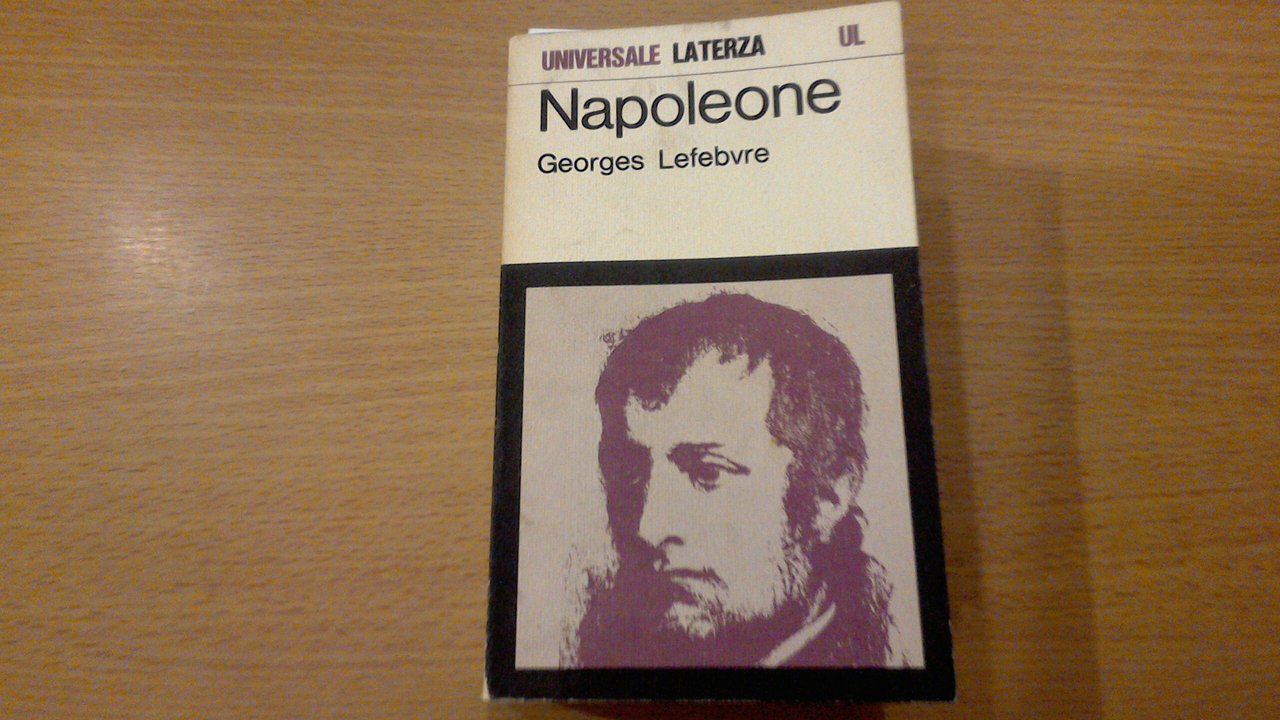 UNIVERSALE LATERZA UL
Napoleone
Georges Lefebvre